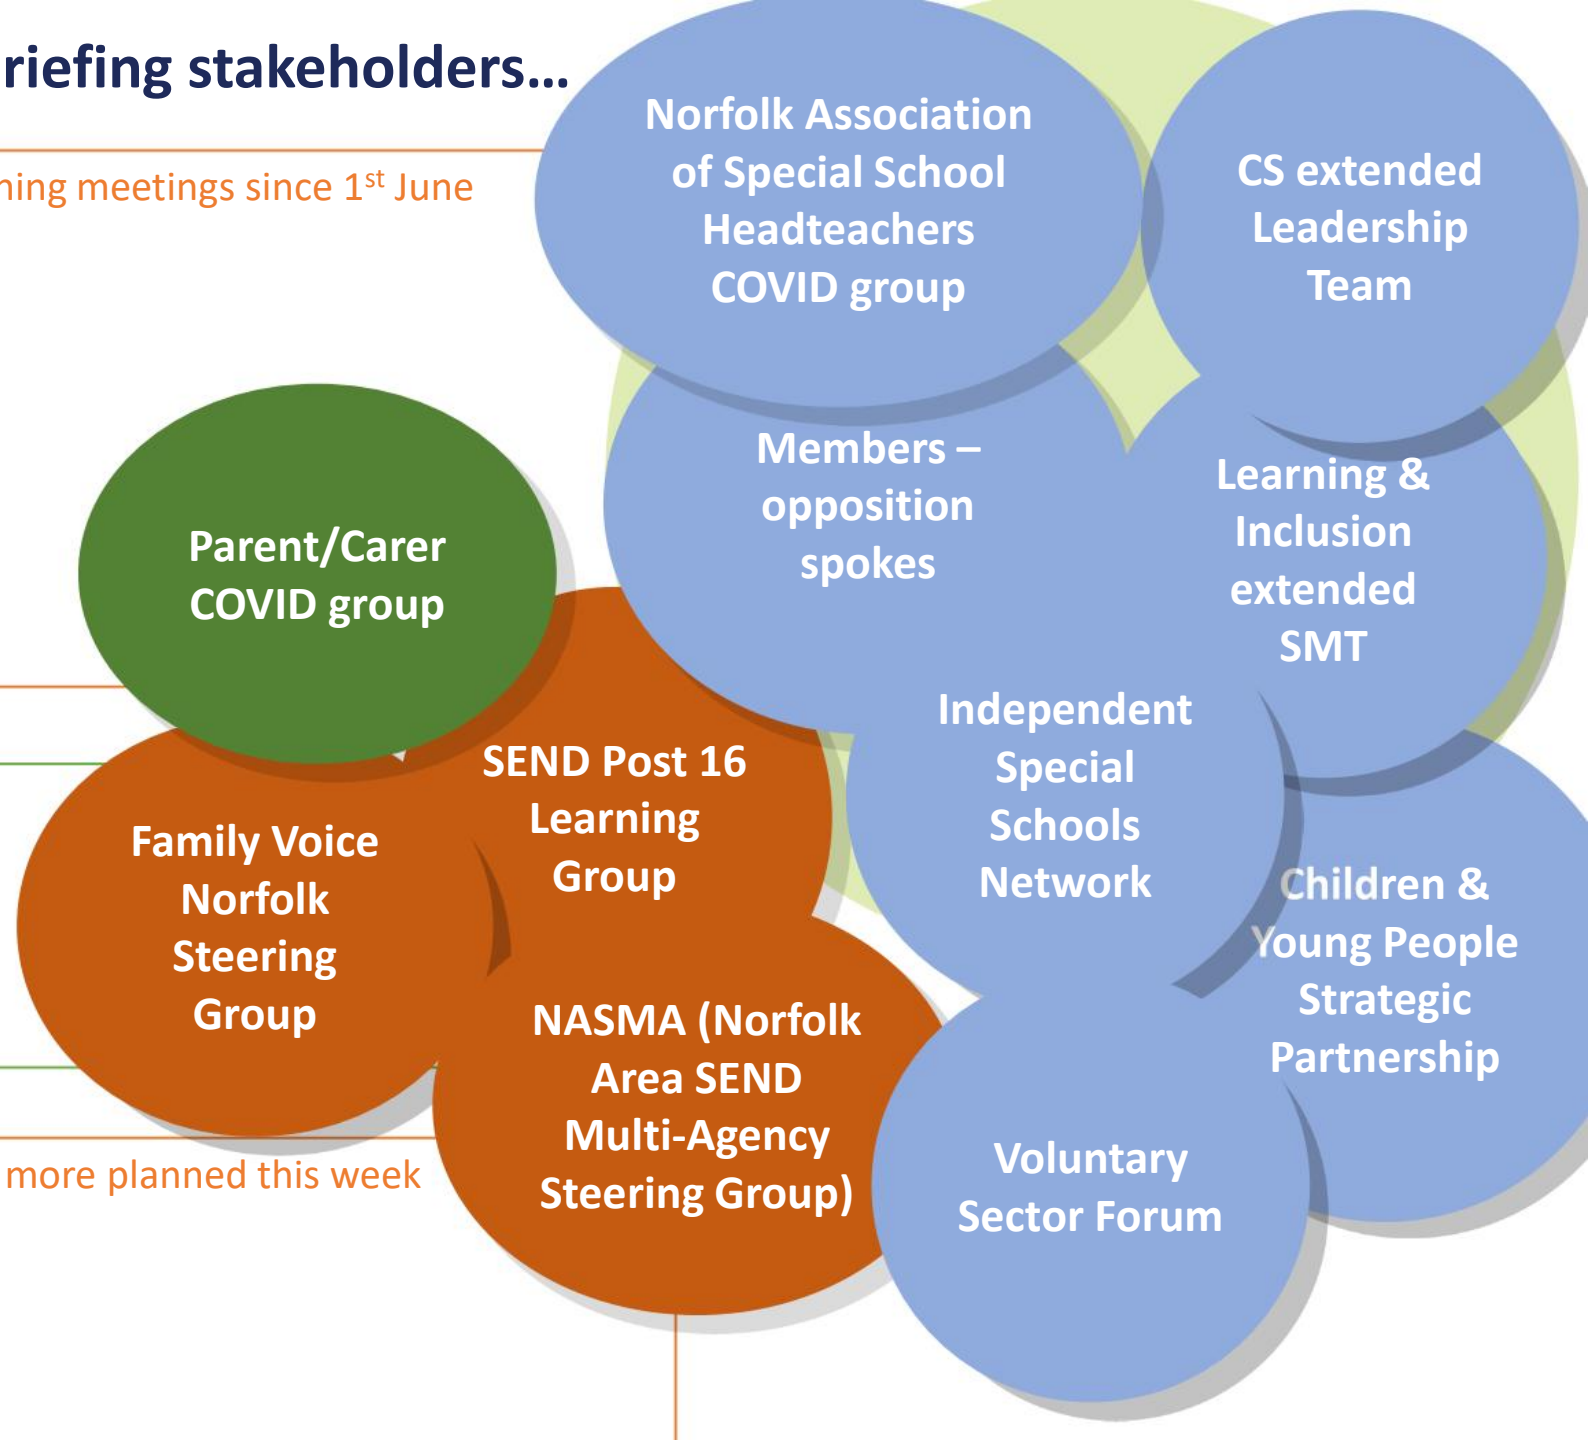 riefing stakeholders…
ning meetings since 1st June
Norfolk Association
of Special School
Headteachers
COVID group
CS extended
Leadership
Team
Members –
opposition
spokes
Learning &
Inclusion
extended
SMT
Parent/Carer
COVID group
Independent
Special
Schools
Network
SEND Post 16
Learning
Group
Family Voice
Norfolk
Steering
Group
Children &
Young People
Strategic
Partnership
NASMA (Norfolk
Area SEND
Multi-Agency
Steering Group)
Voluntary
Sector Forum
more planned this week